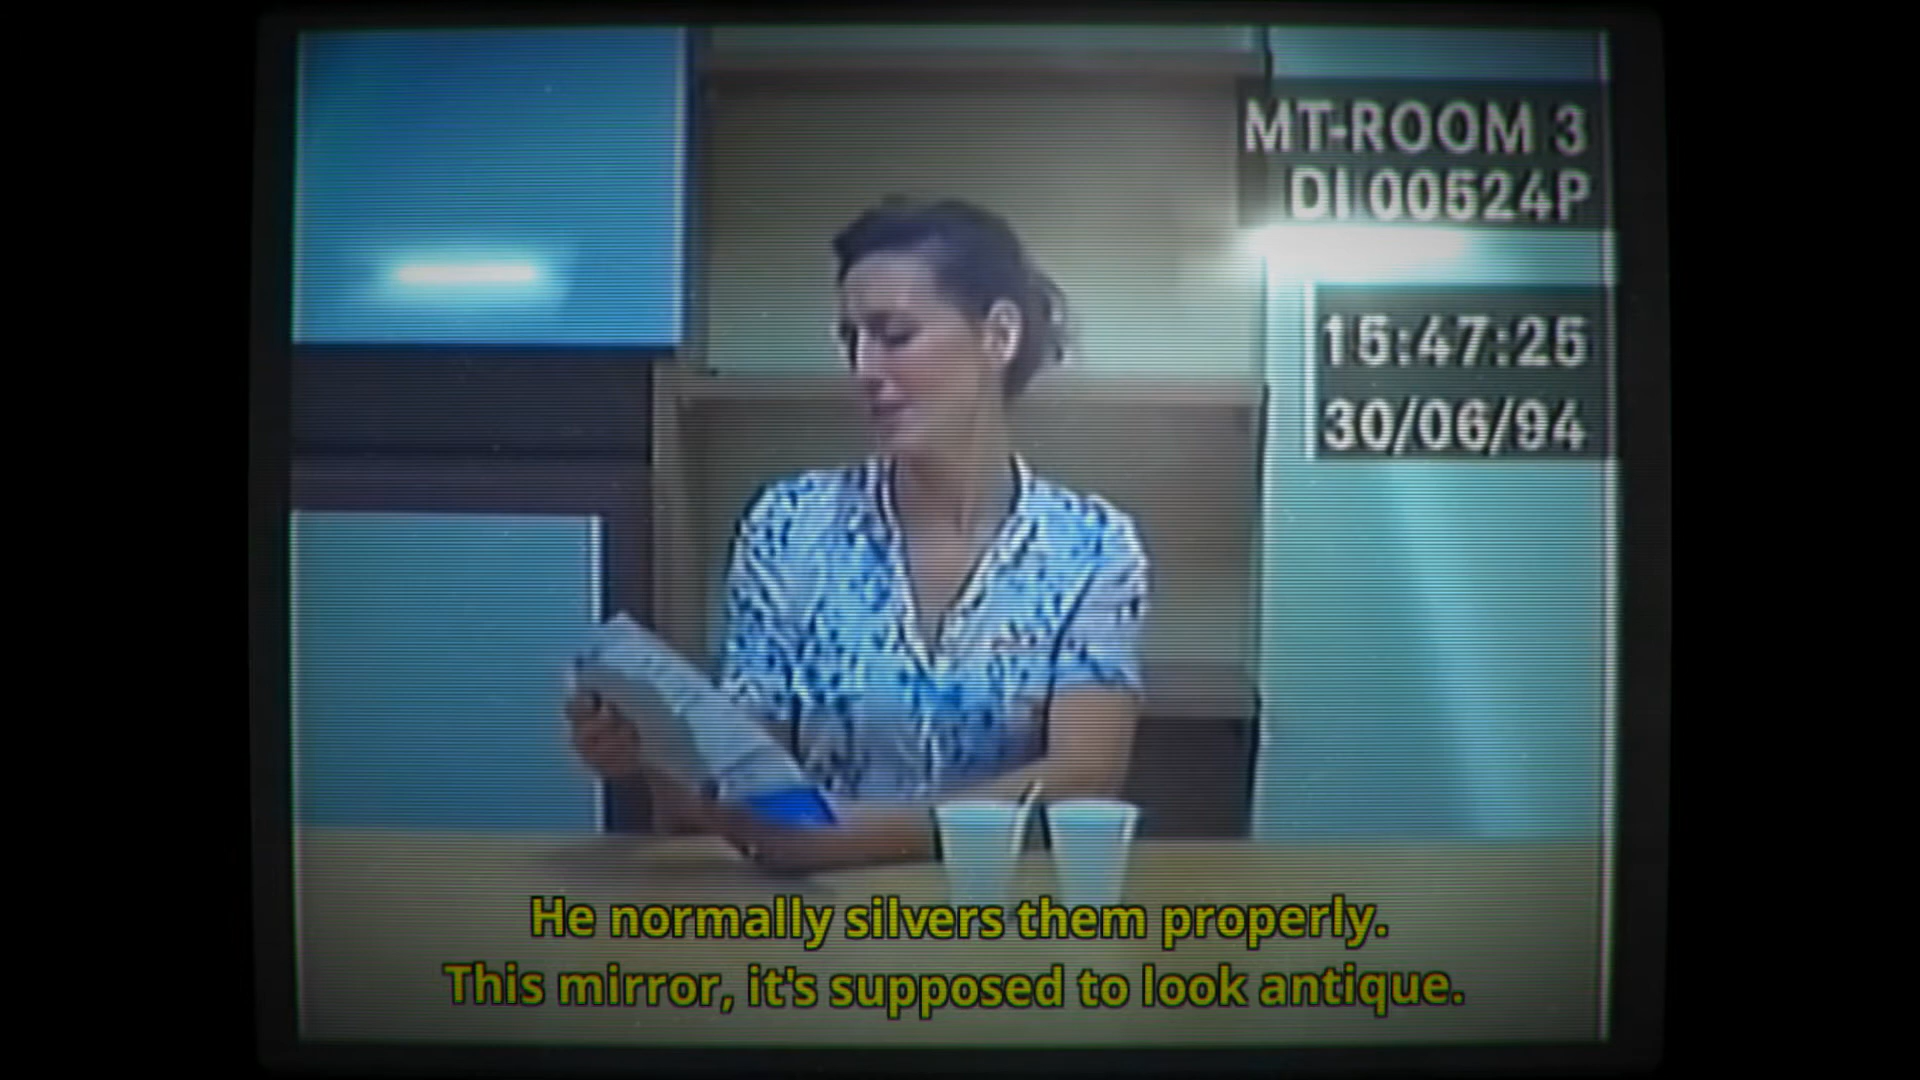 MT-ROOM 3
DI 00524P
15:47:25
30/06/94
He normally silvers them properly.
This mirror, it's supposed to look antique.